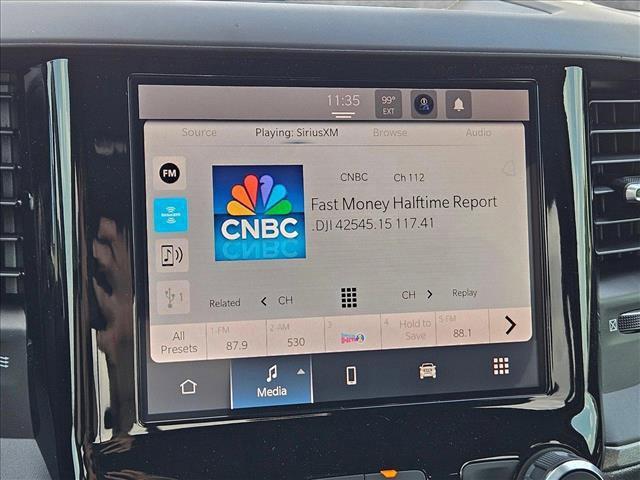 11:35
99°
EXT
Source Playing: SiriusXM Browse Audio
FM
SiriusXM
CNBC Ch 112
Fast Money Halftime Report
.DJI 42545.15 117.41
CNBC
1
Related < CH CH > Replay
All Presets
1-FM
87.9
2-AM
530
3
4
Hold to Save
5-FM
88.1
Media